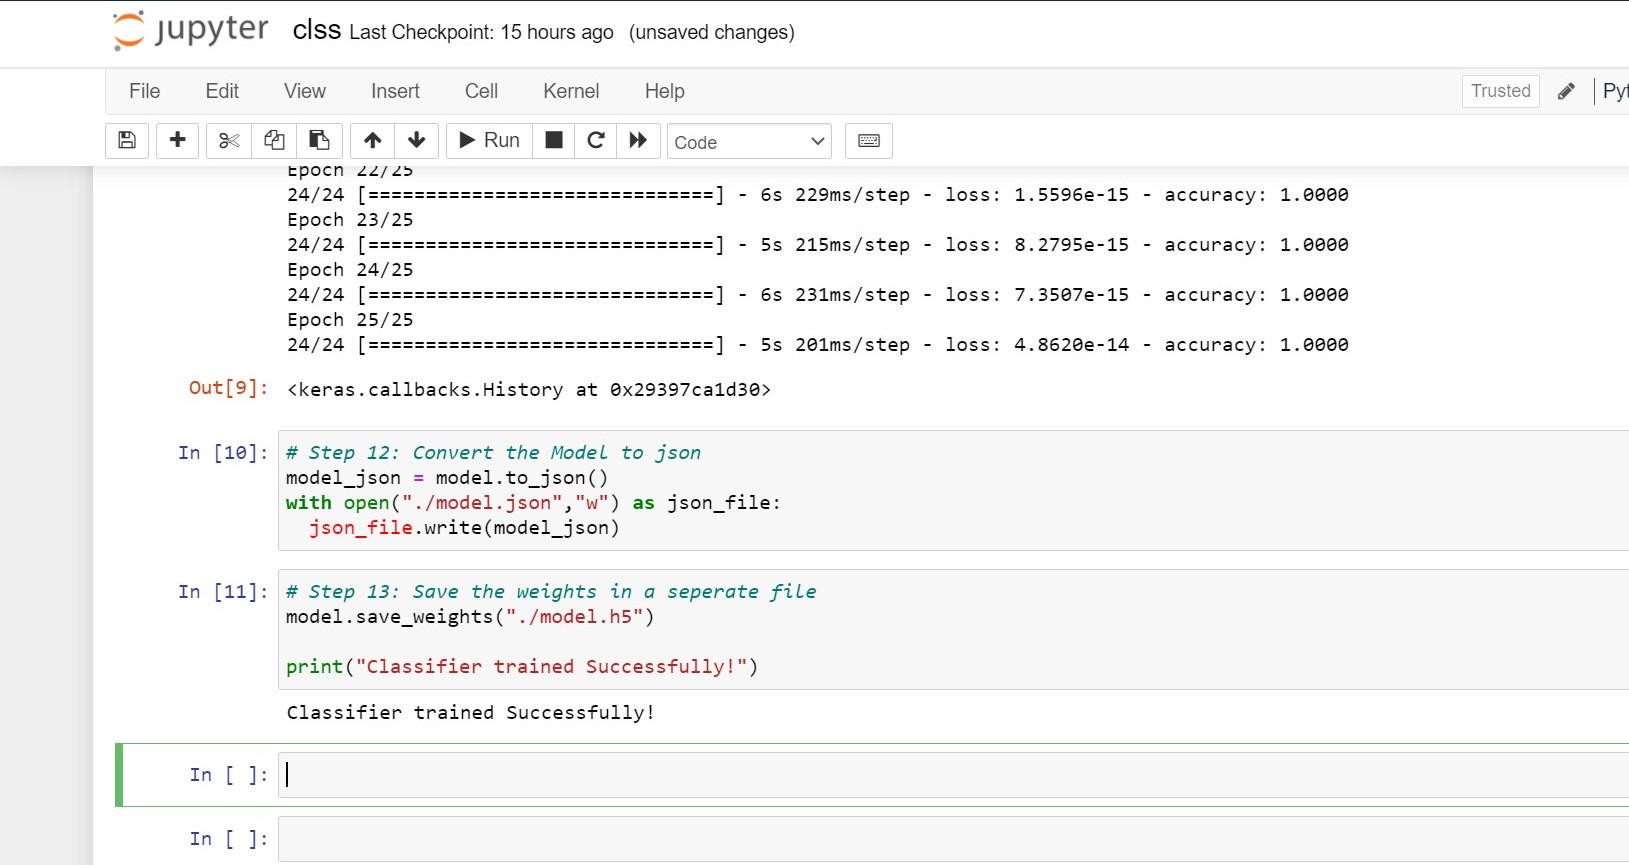 jupyter clss Last Checkpoint: 15 hours ago (unsaved changes)
File Edit View Insert Cell Kernel Help Trusted Pyt
Run Code
Epoch 22/25
24/24 [==============================] - 6s 229ms/step - loss: 1.5596e-15 - accuracy: 1.0000
Epoch 23/25
24/24 [==============================] - 5s 215ms/step - loss: 8.2795e-15 - accuracy: 1.0000
Epoch 24/25
24/24 [==============================] - 6s 231ms/step - loss: 7.3507e-15 - accuracy: 1.0000
Epoch 25/25
24/24 [==============================] - 5s 201ms/step - loss: 4.8620e-14 - accuracy: 1.0000
Out[9]: <keras.callbacks.History at 0x29397ca1d30>
In [10]: # Step 12: Convert the Model to json
model_json = model.to_json()
with open("./model.json","w") as json_file:
  json_file.write(model_json)
In [11]: # Step 13: Save the weights in a seperate file
model.save_weights("./model.h5")
print("Classifier trained Successfully!")
Classifier trained Successfully!
In [ ]:
In [ ]: